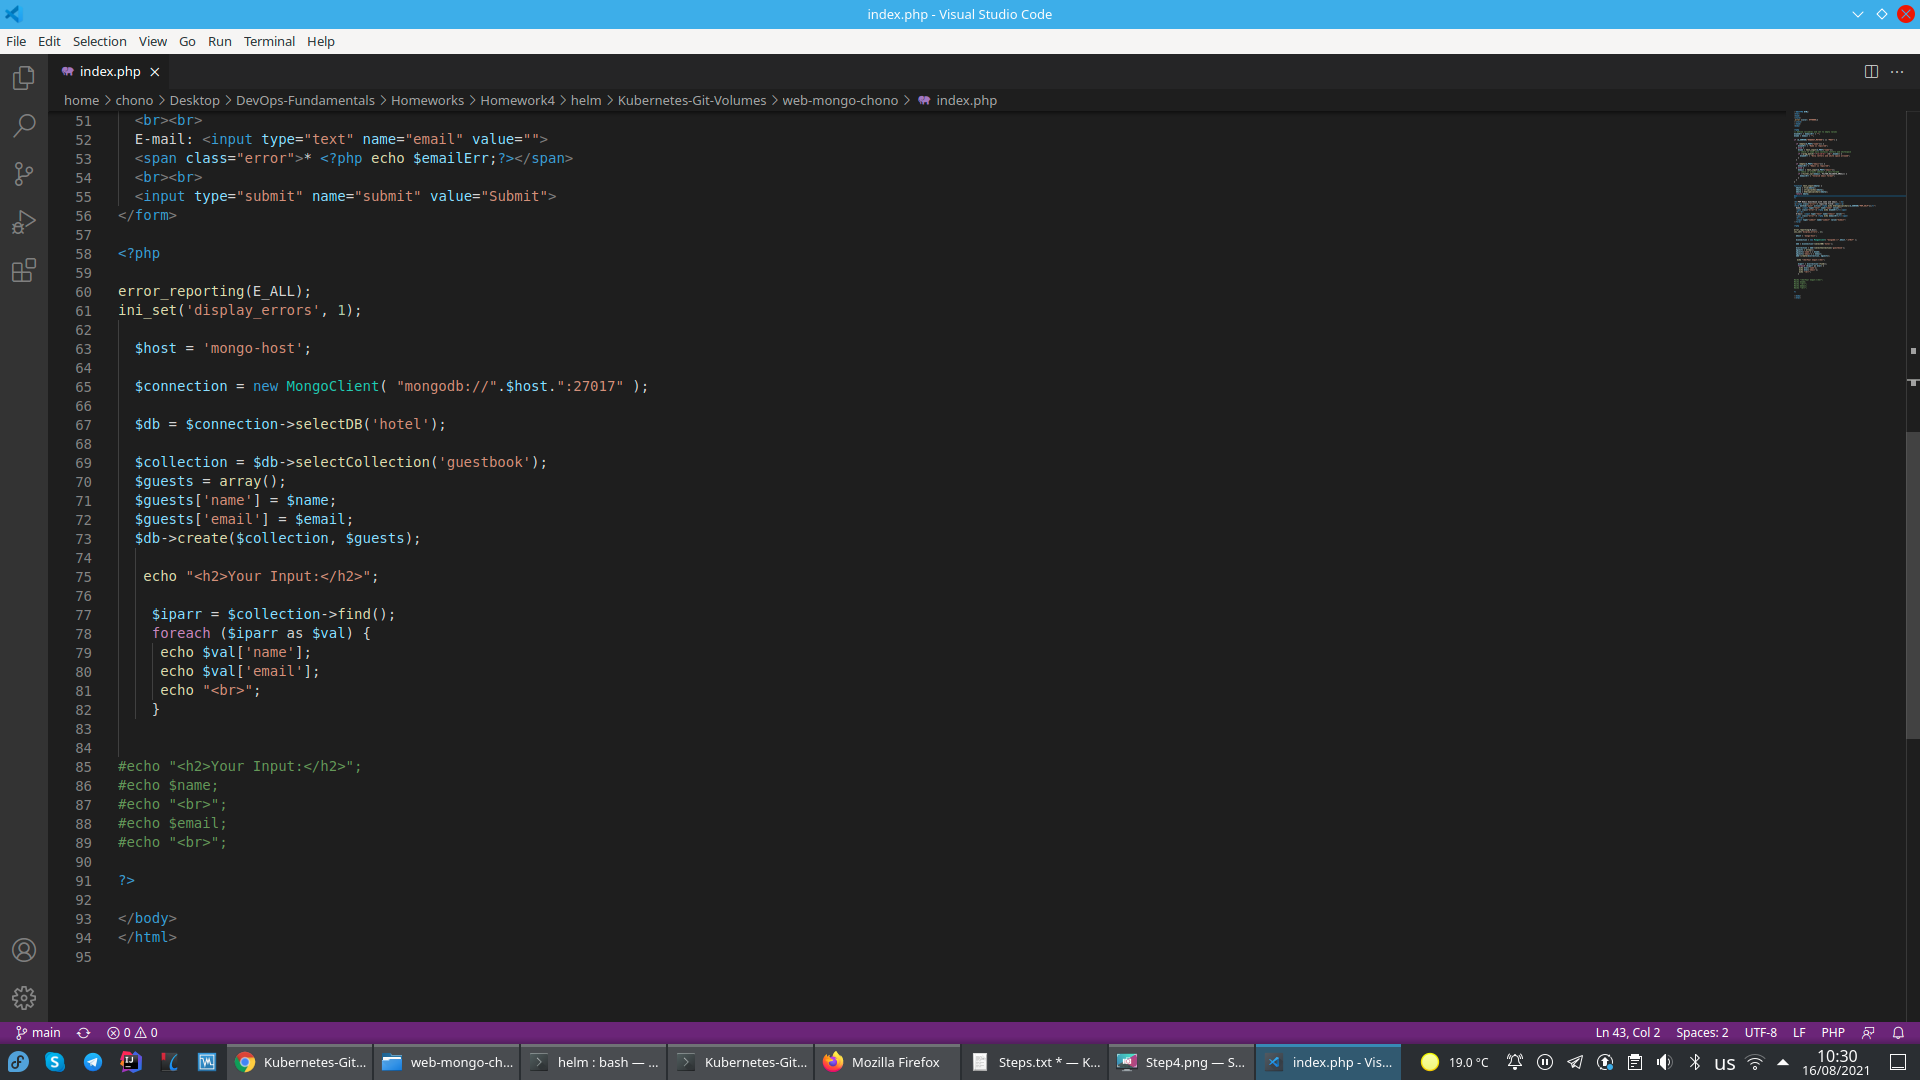 index.php - Visual Studio Code
File Edit Selection View Go Run Terminal Help
index.php
home > chono > Desktop > DevOps-Fundamentals > Homeworks > Homework4 > helm > Kubernetes-Git-Volumes > web-mongo-chono > index.php
51 <br><br>
52 E-mail: <input type="text" name="email" value="">
53 <span class="error">* <?php echo $emailErr;?></span>
54 <br><br>
55 <input type="submit" name="submit" value="Submit">
56 </form>
57
58 <?php
59
60 error_reporting(E_ALL);
61 ini_set('display_errors', 1);
62
63 $host = 'mongo-host';
64
65 $connection = new MongoClient( "mongodb://".$host.":27017" );
66
67 $db = $connection->selectDB('hotel');
68
69 $collection = $db->selectCollection('guestbook');
70 $guests = array();
71 $guests['name'] = $name;
72 $guests['email'] = $email;
73 $db->create($collection, $guests);
74
75 echo "<h2>Your Input:</h2>";
76
77 $iparr = $collection->find();
78 foreach ($iparr as $val) {
79 echo $val['name'];
80 echo $val['email'];
81 echo "<br>";
82 }
83
84
85 #echo "<h2>Your Input:</h2>";
86 #echo $name;
87 #echo "<br>";
88 #echo $email;
89 #echo "<br>";
90
91 ?>
92
93 </body>
94 </html>
95
main 0 0 Ln 43, Col 2 Spaces: 2 UTF-8 LF PHP
Kubernetes-Git... web-mongo-ch... helm : bash — ... Kubernetes-Git... Mozilla Firefox Steps.txt * — K... Step4.png — S... index.php - Vis... 19.0 °C us 10:30
16/08/2021